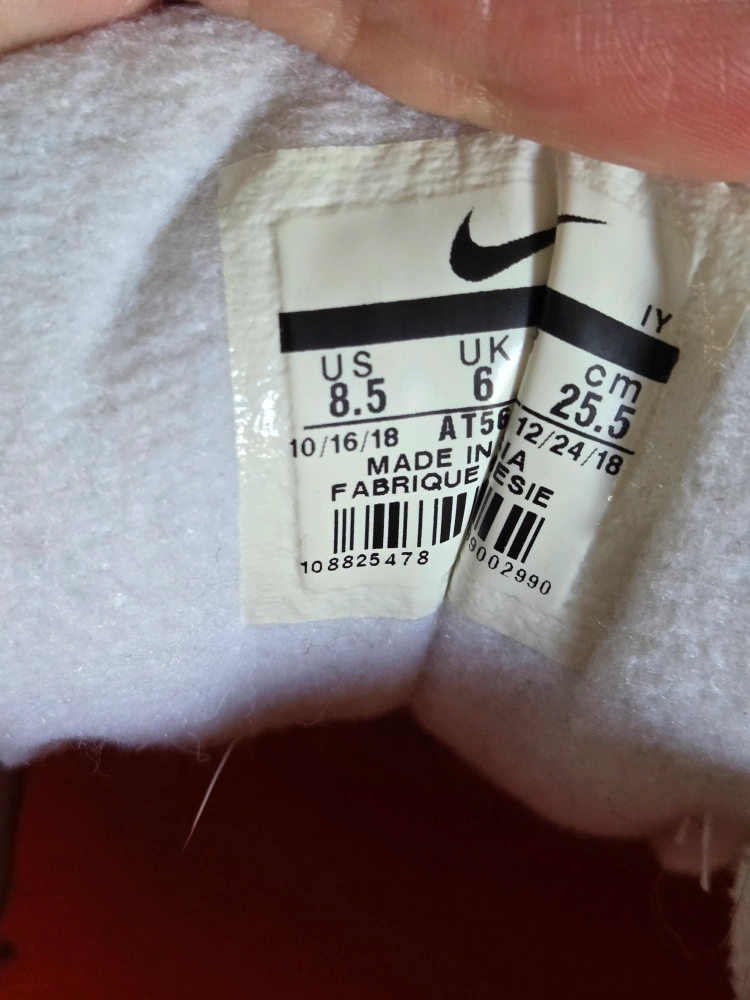 IY
US UK cm
8.5 6 25.5
10/16/18 AT56 12/24/18
MADE IN
FABRIQUE
108825478 9002990